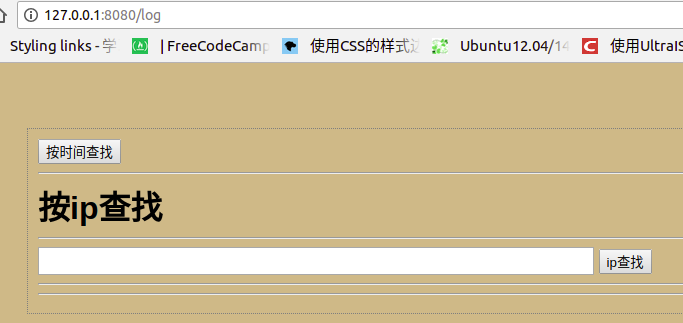 127.0.0.1:8080/log
Styling links - 学 | FreeCodeCamp 使用CSS的样式 Ubuntu12.04/14 使用UltraIS
按时间查找
按ip查找
ip查找